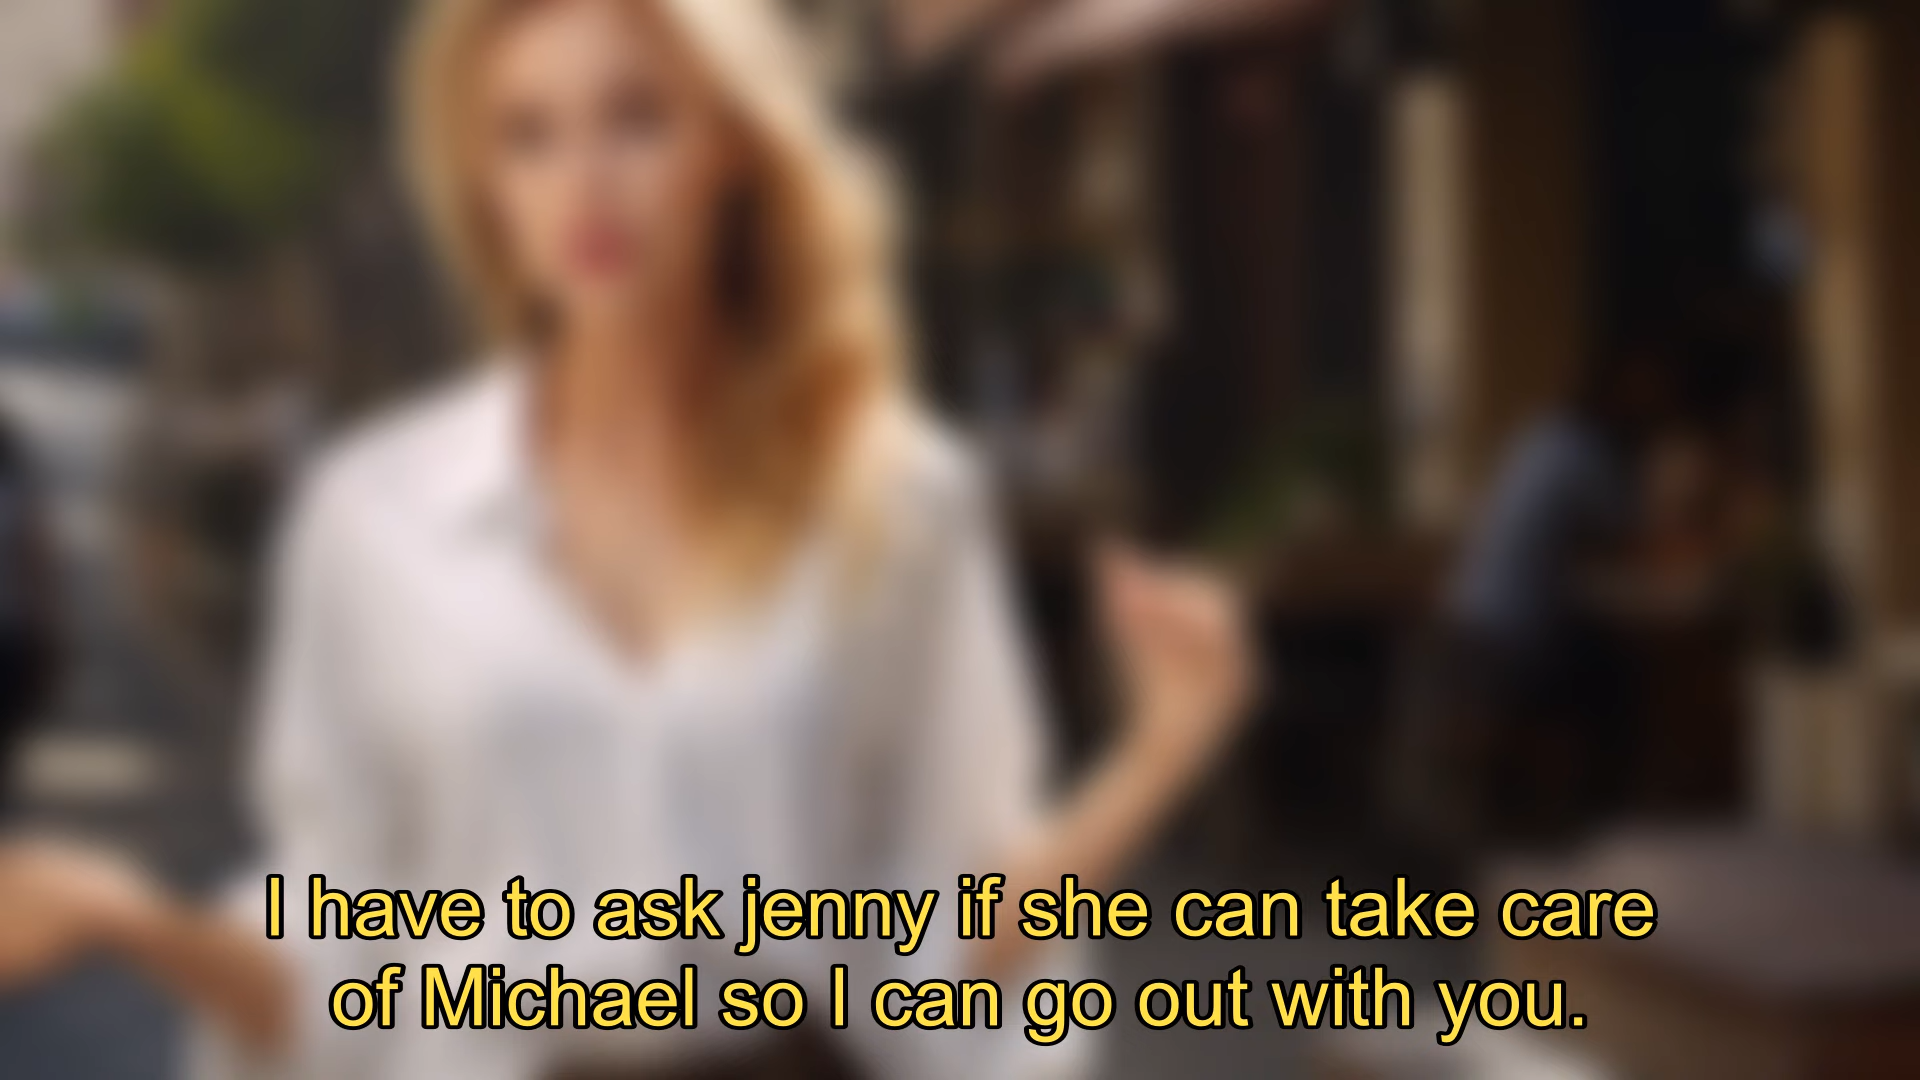 I have to ask jenny if she can take care
of Michael so I can go out with you.